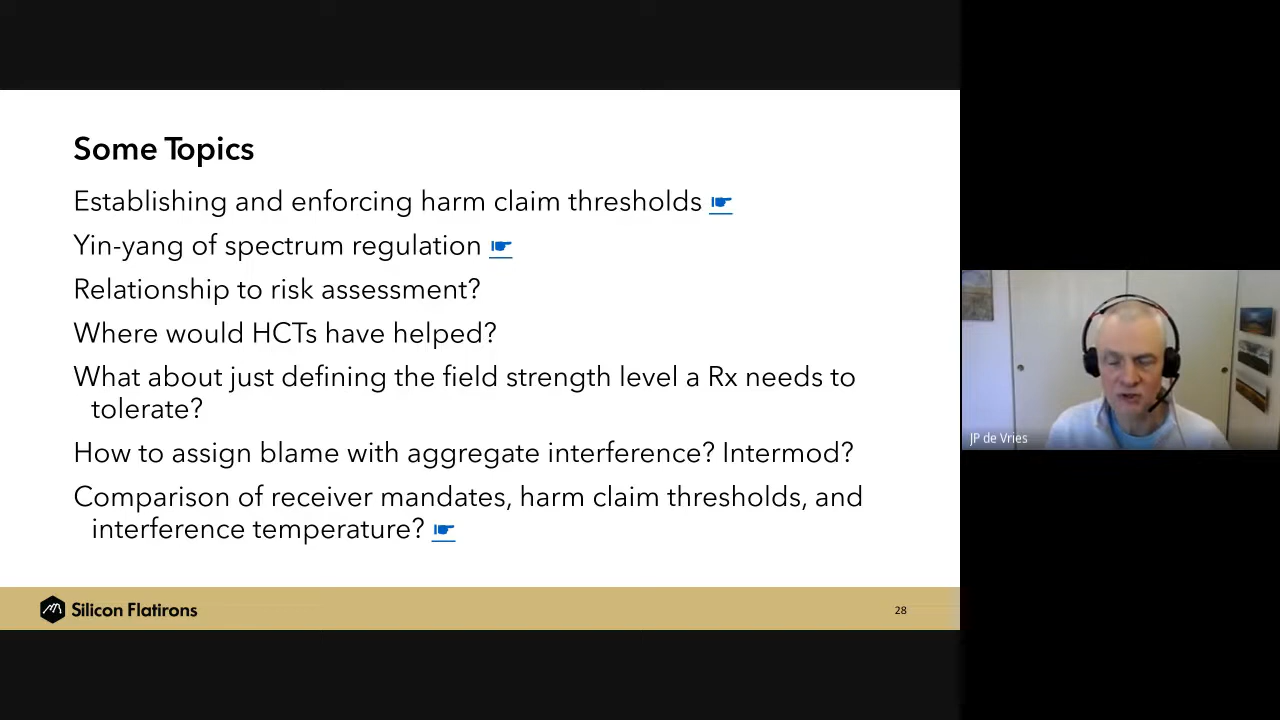 Some Topics
Establishing and enforcing harm claim thresholds
Yin-yang of spectrum regulation
Relationship to risk assessment?
Where would HCTs have helped?
What about just defining the field strength level a Rx needs to
tolerate?
How to assign blame with aggregate interference? Intermod?
Comparison of receiver mandates, harm claim thresholds, and
interference temperature?
Silicon Flatirons
28
JP de Vries